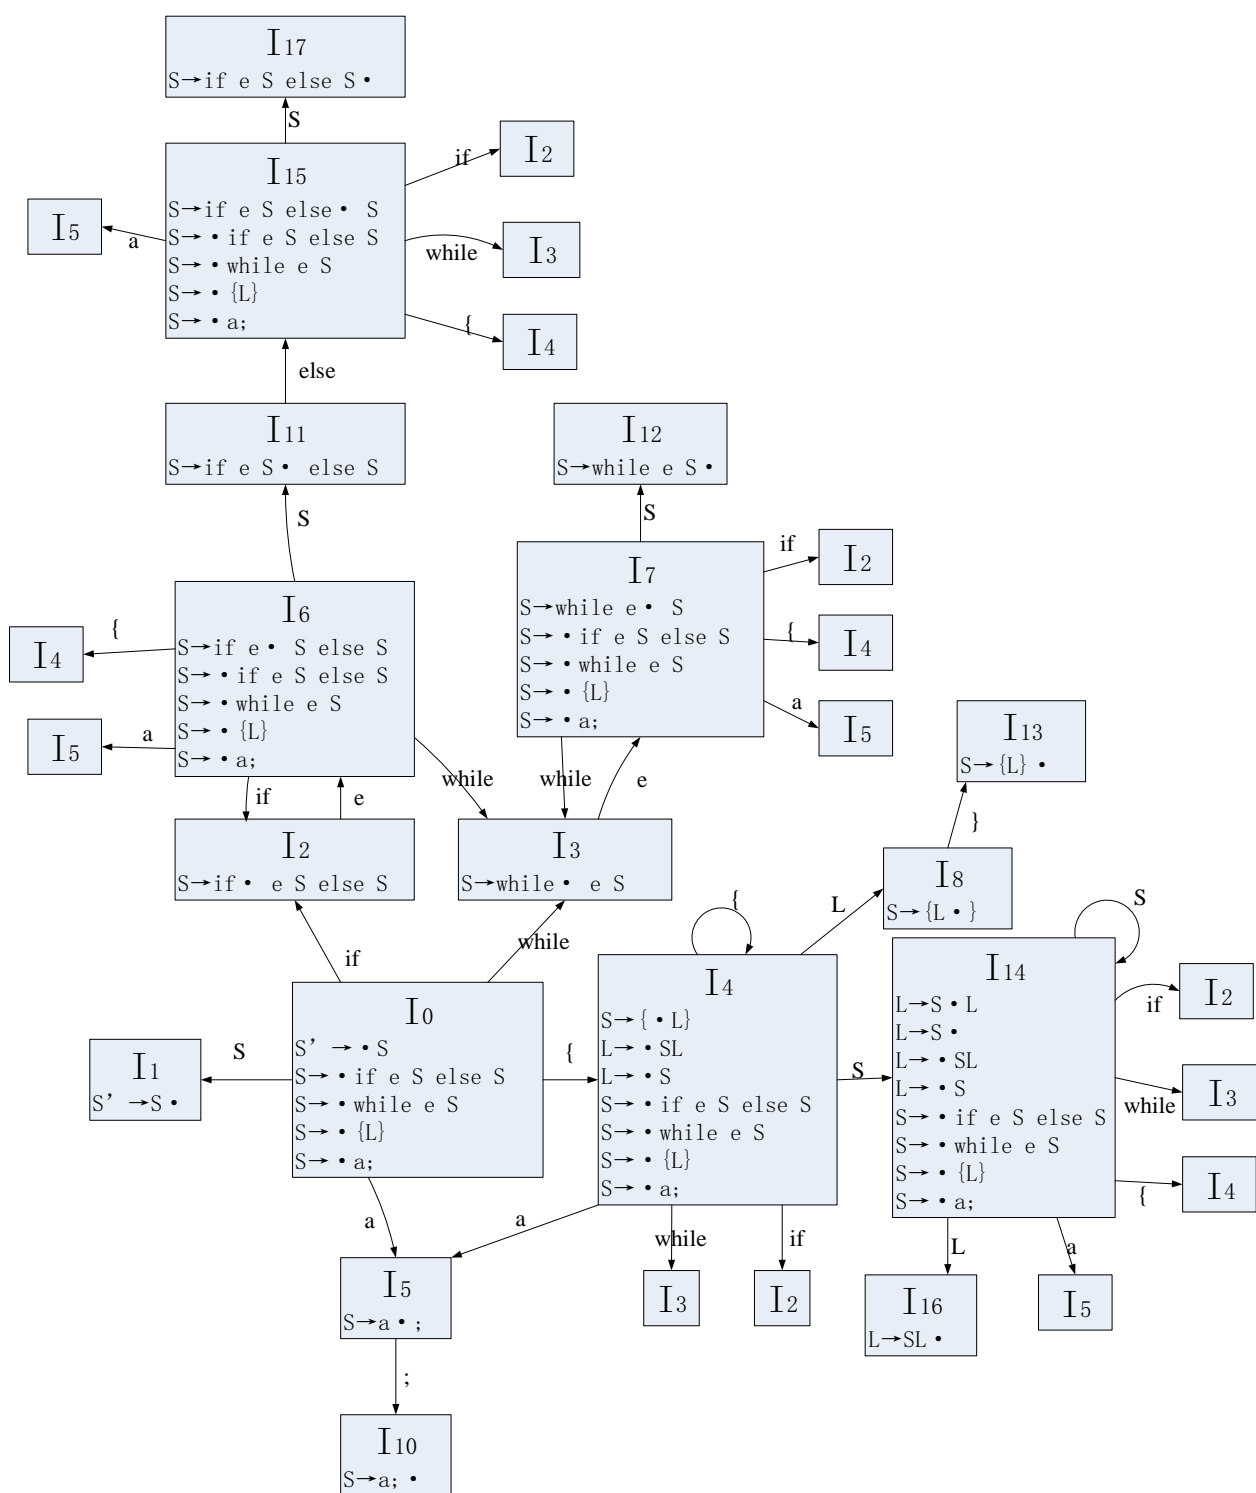 I17
S→if e S else S•
S
I15
S→if e S else• S
S→ •if e S else S
S→ •while e S
S→ • {L}
S→ •a;
if
I2
a
I5
while
I3
{
I4
else
I11
S→if e S• else S
I12
S→while e S•
S
S
I7
S→while e• S
S→ •if e S else S
S→ •while e S
S→ • {L}
S→ •a;
if
I2
{
I4
a
I5
I6
S→if e• S else S
S→ •if e S else S
S→ •while e S
S→ • {L}
S→ •a;
{
I4
a
I5
if
e
while
while
e
I13
S→{L} •
}
I2
S→if• e S else S
I3
S→while• e S
I8
S→{L •}
L
{
S
if
while
I0
S' →•S
S→ •if e S else S
S→ •while e S
S→ • {L}
S→ •a;
S
I1
S' →S•
{
I4
S→{•L}
L→ •SL
L→ •S
S→ •if e S else S
S→ •while e S
S→ • {L}
S→ •a;
S
I14
L→S•L
L→S•
L→ •SL
L→ •S
S→ •if e S else S
S→ •while e S
S→ • {L}
S→ •a;
if
I2
while
I3
{
I4
a
a
while
if
L
a
I5
S→a•;
I3
I2
I16
L→SL•
I5
;
I10
S→a; •